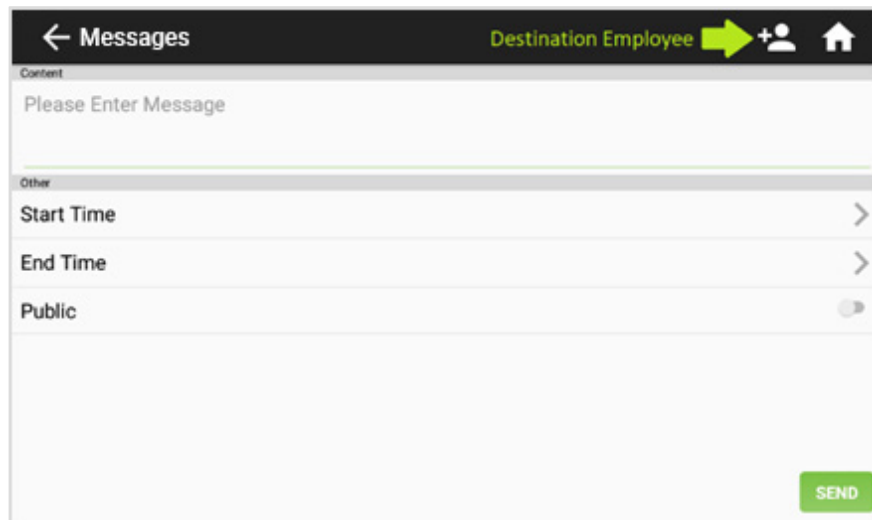 Messages Destination Employee
Content
Please Enter Message
Other
Start Time
End Time
Public
SEND